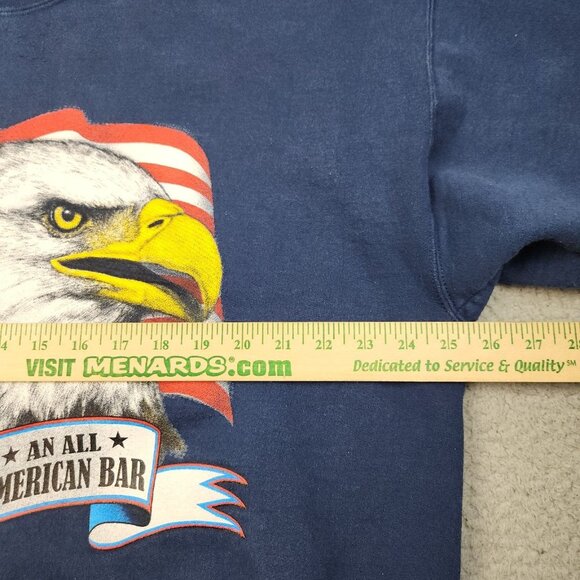 14 15 16 17 18 19 20 21 22 23 24 25 26 27
VISIT MENARDS.com Dedicated to Service & Quality℠
★ AN ALL ★
MERICAN BAR